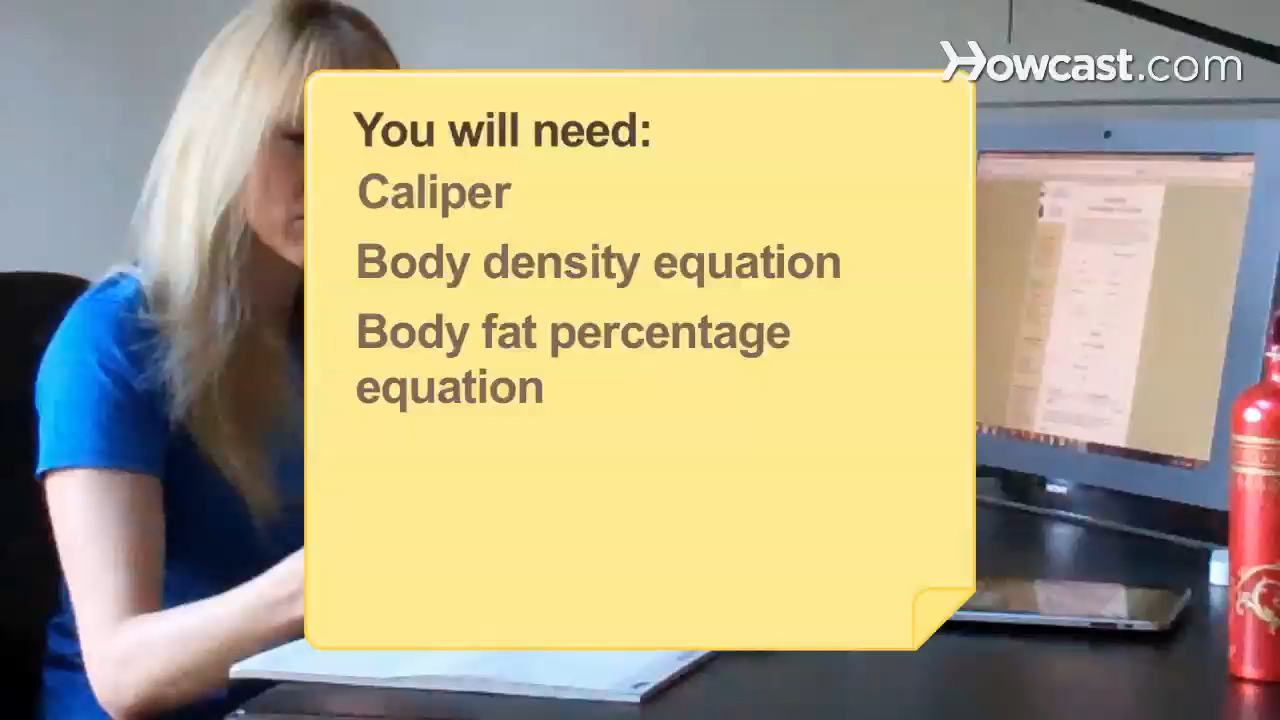 Howcast.com
You will need:
Caliper
Body density equation
Body fat percentage
equation